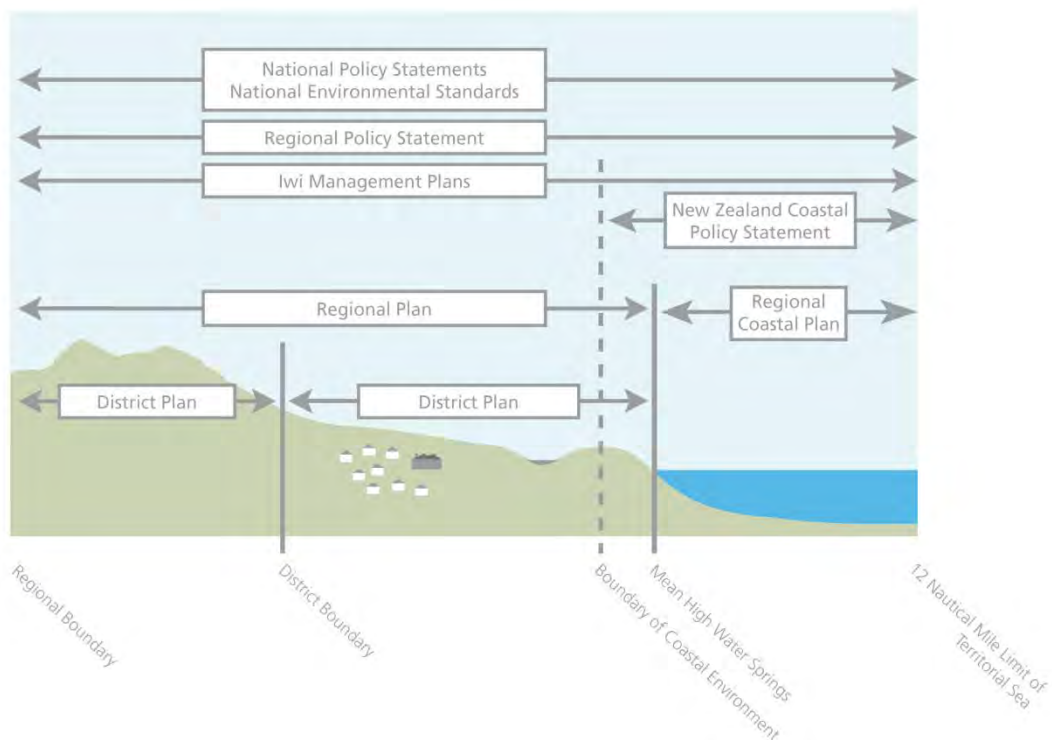 National Policy Statements
National Environmental Standards
Regional Policy Statement
Iwi Management Plans
New Zealand Coastal
Policy Statement
Regional Plan
Regional
Coastal Plan
District Plan
District Plan
Regional Boundary
District Boundary
Boundary of Coastal Environment
Mean High Water Springs
12 Nautical Mile Limit of
Territorial Sea